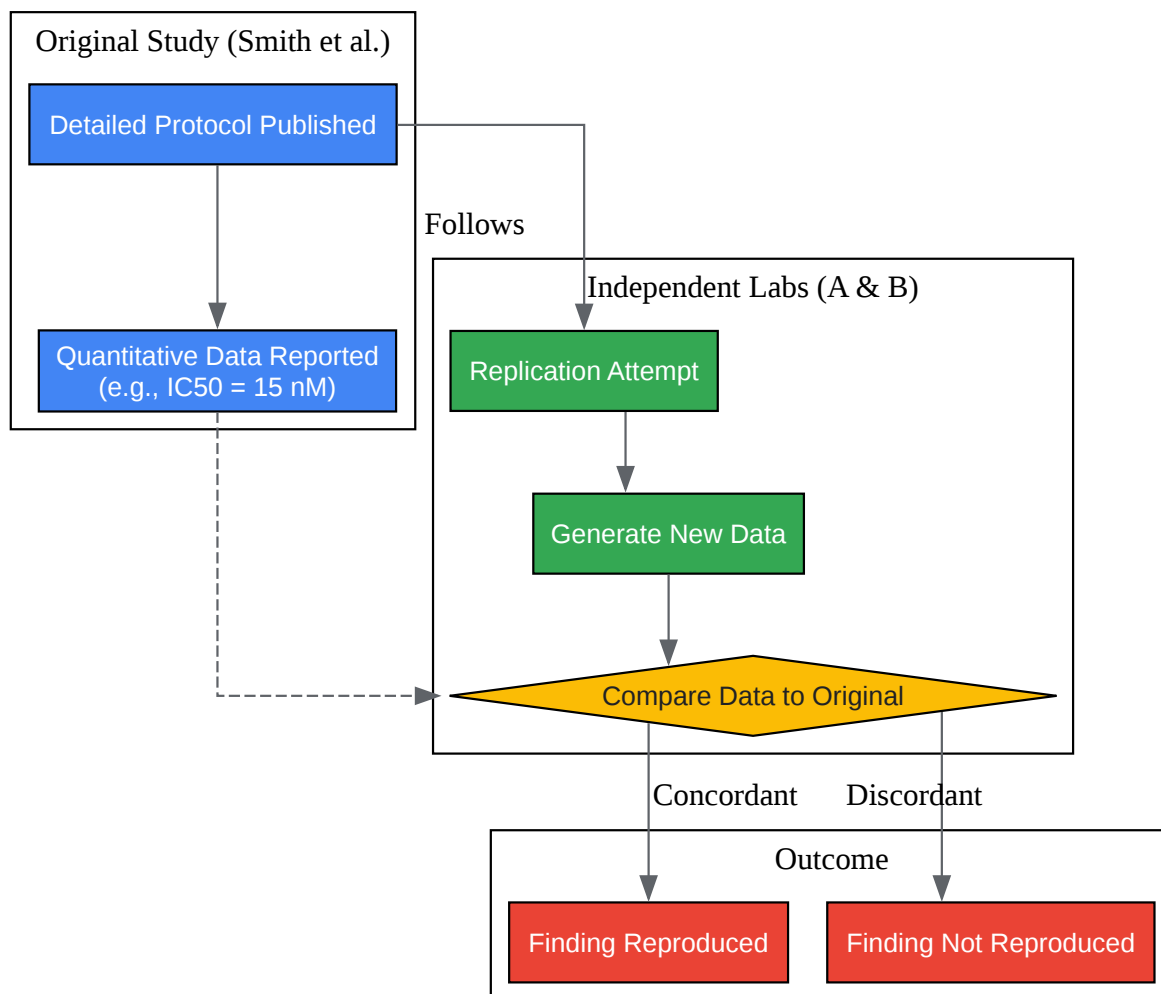 Original Study (Smith et al.)
Detailed Protocol Published
Follows
Independent Labs (A & B)
Quantitative Data Reported
(e.g., IC50 = 15 nM)
Replication Attempt
Generate New Data
Compare Data to Original
Concordant
Discordant
Outcome
Finding Reproduced
Finding Not Reproduced